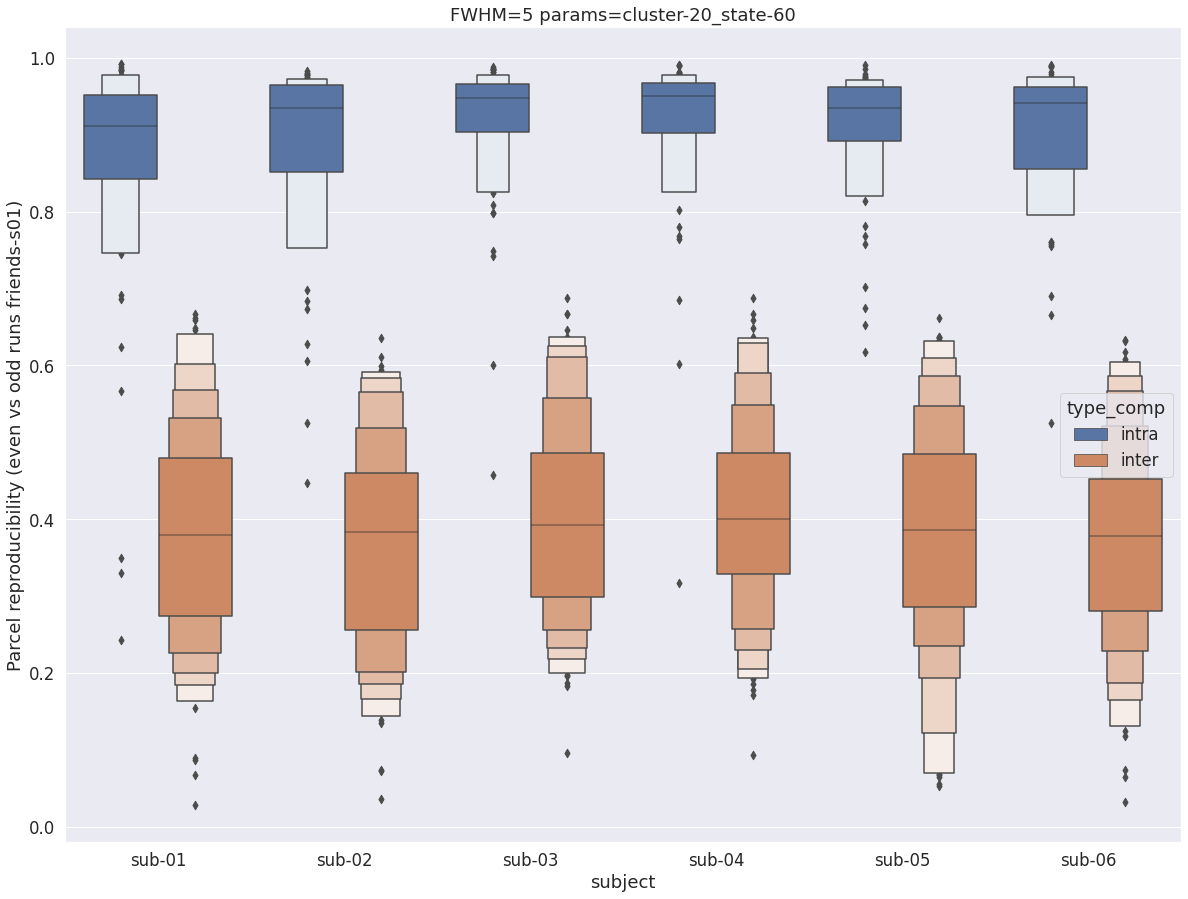 FWHM=5 params=cluster-20_state-60
Parcel reproducibility (even vs odd runs friends-s01)
1.0
0.8
0.6
0.4
0.2
0.0
type_comp
intra
inter
sub-01
sub-02
sub-03
sub-04
sub-05
sub-06
subject